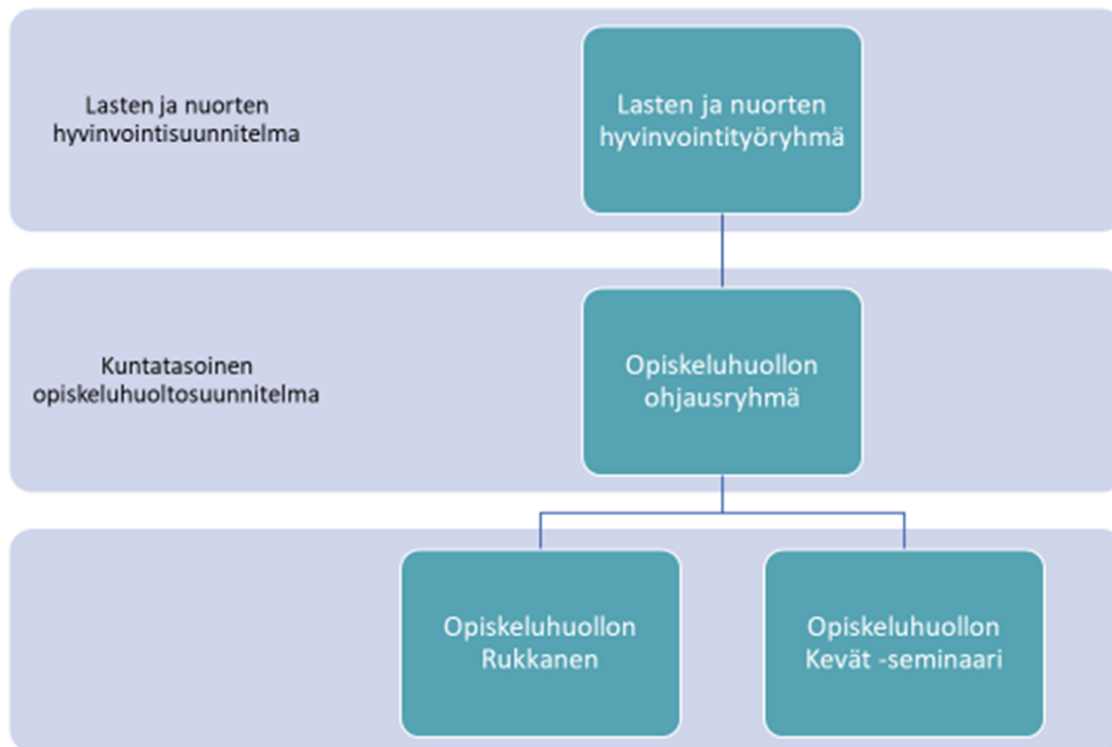 Lasten ja nuorten
hyvinvointisuunnitelma
Lasten ja nuorten
hyvinvointityöryhmä
Kuntatasoinen
opiskeluhuoltosuunnitelma
Opiskeluhuollon
ohjausryhmä
Opiskeluhuollon
Rukkanen
Opiskeluhuollon
Kevät -seminaari